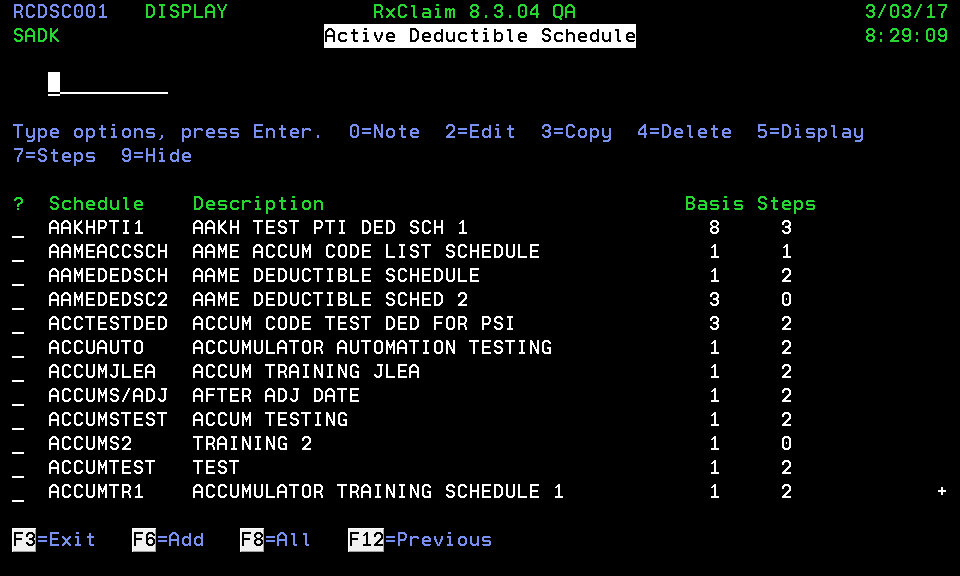 RCDSC001 DISPLAY RxClaim 8.3.04 QA 3/03/17
SADK Active Deductible Schedule 8:29:09
Type options, press Enter. 0=Note 2=Edit 3=Copy 4=Delete 5=Display
7=Steps 9=Hide
? Schedule Description Basis Steps
_ AAKHPTI1 AAKH TEST PTI DED SCH 1 8 3
_ AAMEACCSCH AAME ACCUM CODE LIST SCHEDULE 1 1
_ AAMEDEDSCH AAME DEDUCTIBLE SCHEDULE 1 2
_ AAMEDEDSC2 AAME DEDUCTIBLE SCHED 2 3 0
_ ACCTESTDED ACCUM CODE TEST DED FOR PSI 3 2
_ ACCUAUTO ACCUMULATOR AUTOMATION TESTING 1 2
_ ACCUMJLEA ACCUM TRAINING JLEA 1 2
_ ACCUMS/ADJ AFTER ADJ DATE 1 2
_ ACCUMSTEST ACCUM TESTING 1 2
_ ACCUMS2 TRAINING 2 1 0
_ ACCUMTEST TEST 1 2
_ ACCUMTR1 ACCUMULATOR TRAINING SCHEDULE 1 1 2 +
F3=Exit F6=Add F8=All F12=Previous